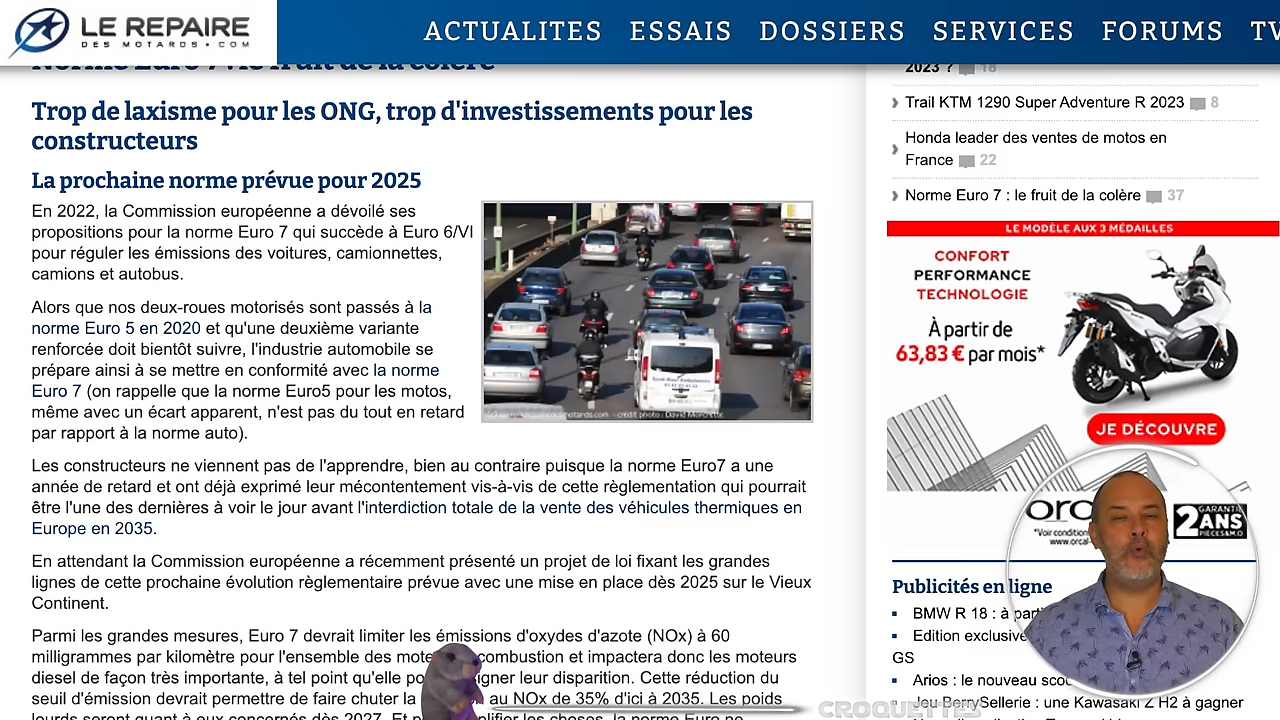 LE REPAIRE
DES MOTARDS.COM
ACTUALITES ESSAIS DOSSIERS SERVICES FORUMS TV
Norme Euro 7 : le fruit de la colère
Trop de laxisme pour les ONG, trop d'investissements pour les
constructeurs
La prochaine norme prévue pour 2025
En 2022, la Commission européenne a dévoilé ses
propositions pour la norme Euro 7 qui succède à Euro 6/VI
pour réguler les émissions des voitures, camionnettes,
camions et autobus.
Alors que nos deux-roues motorisés sont passés à la
norme Euro 5 en 2020 et qu'une deuxième variante
renforcée doit bientôt suivre, l'industrie automobile se
prépare ainsi à se mettre en conformité avec la norme
Euro 7 (on rappelle que la norme Euro5 pour les motos,
même avec un écart apparent, n'est pas du tout en retard
par rapport à la norme auto).
Les constructeurs ne viennent pas de l'apprendre, bien au contraire puisque la norme Euro7 a une
année de retard et ont déjà exprimé leur mécontentement vis-à-vis de cette règlementation qui pourrait
être l'une des dernières à voir le jour avant l'interdiction totale de la vente des véhicules thermiques en
Europe en 2035.
En attendant la Commission européenne a recemment présenté un projet de loi fixant les grandes
lignes de cette prochaine évolution règlementaire prévue avec une mise en place dès 2025 sur le Vieux
Continent.
Parmi les grandes mesures, Euro 7 devrait limiter les émissions d'oxydes d'azote (NOx) à 60
milligrammes par kilomètre pour l'ensemble des mote combustion et impactera donc les moteurs
diesel de façon très importante, à tel point qu'elle po igner leur disparition. Cette réduction du
seuil d'émission devrait permettre de faire chuter la au NOx de 35% d'ici à 2035. Les poids
lourds seront quant à eux concernés dès 2027. Et p mplifier les choses, la norme Euro ne
crédit photo : David Morcrette
2023 ? 18
Trail KTM 1290 Super Adventure R 2023 8
Honda leader des ventes de motos en
France 22
Norme Euro 7 : le fruit de la colère 37
LE MODÈLE AUX 3 MÉDAILLES
CONFORT
PERFORMANCE
TECHNOLOGIE
À partir de
63,83 € par mois*
JE DÉCOUVRE
orc
*Voir conditio
www.orcal-
GARANTIE
2 ANS
PIÈCES&M.O
Publicités en ligne
BMW R 18 : à parti
Edition exclusive
GS
Arios : le nouveau scoo
Jeu BerrySellerie : une Kawasaki Z H2 à gagner
CROQUETTES